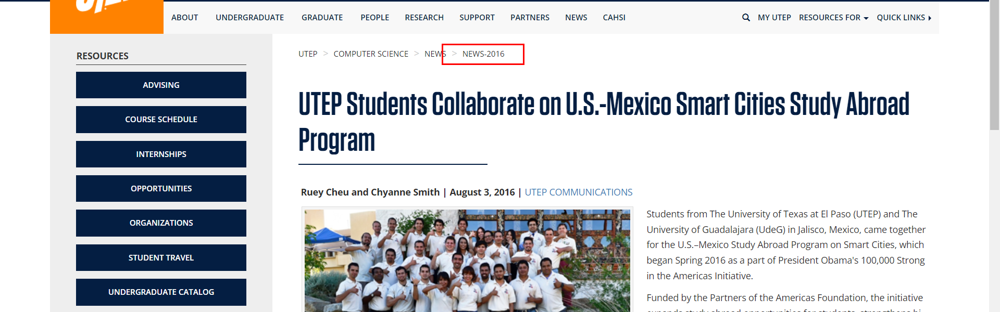 ABOUT UNDERGRADUATE GRADUATE PEOPLE RESEARCH SUPPORT PARTNERS NEWS CAHSI MY UTEP RESOURCES FOR QUICK LINKS
RESOURCES
ADVISING
COURSE SCHEDULE
INTERNSHIPS
OPPORTUNITIES
ORGANIZATIONS
STUDENT TRAVEL
UNDERGRADUATE CATALOG
UTEP > COMPUTER SCIENCE > NEWS > NEWS-2016
UTEP Students Collaborate on U.S.-Mexico Smart Cities Study Abroad
Program
Ruey Cheu and Chyanne Smith | August 3, 2016 | UTEP COMMUNICATIONS
Students from The University of Texas at El Paso (UTEP) and The
University of Guadalajara (UdeG) in Jalisco, Mexico, came together
for the U.S.–Mexico Study Abroad Program on Smart Cities, which
began Spring 2016 as a part of President Obama's 100,000 Strong
in the Americas Initiative.
Funded by the Partners of the Americas Foundation, the initiative